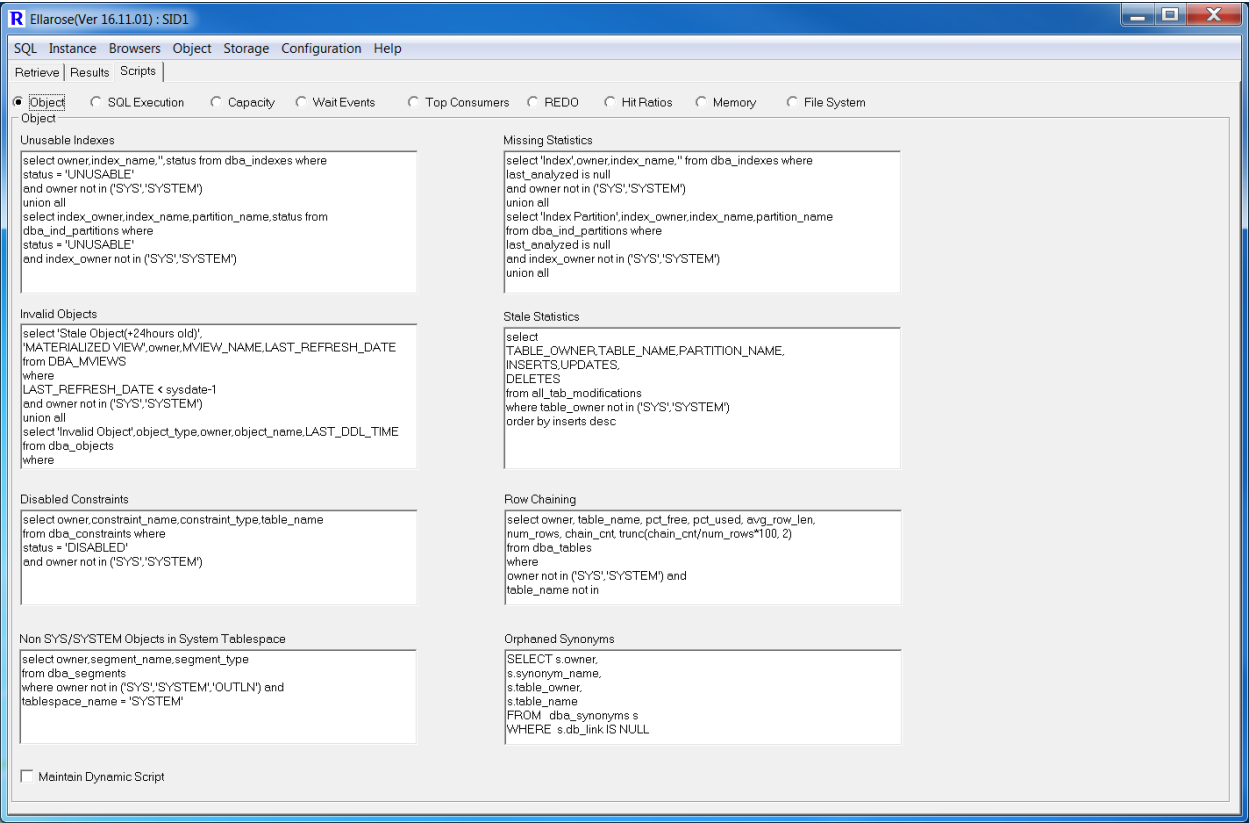 R Ellarose(Ver 16.11.01) : SID1
SQL Instance Browsers Object Storage Configuration Help
Retrieve Results Scripts
Object SQL Execution Capacity Wait Events Top Consumers REDO Hit Ratios Memory File System
Object
Unusable Indexes
select owner,index_name,'',status from dba_indexes where
status = 'UNUSABLE'
and owner not in ('SYS','SYSTEM')
union all
select index_owner,index_name,partition_name,status from
dba_ind_partitions where
status = 'UNUSABLE'
and index_owner not in ('SYS','SYSTEM')
Missing Statistics
select 'Index',owner,index_name,'' from dba_indexes where
last_analyzed is null
and owner not in ('SYS','SYSTEM')
union all
select 'Index Partition',index_owner,index_name,partition_name
from dba_ind_partitions where
last_analyzed is null
and index_owner not in ('SYS','SYSTEM')
union all
Invalid Objects
select 'Stale Object(+24hours old)',
'MATERIALIZED VIEW',owner,MVIEW_NAME,LAST_REFRESH_DATE
from DBA_MVIEWS
where
LAST_REFRESH_DATE < sysdate-1
and owner not in ('SYS','SYSTEM')
union all
select 'Invalid Object',object_type,owner,object_name,LAST_DDL_TIME
from dba_objects
where
Stale Statistics
select
TABLE_OWNER,TABLE_NAME,PARTITION_NAME,
INSERTS,UPDATES,
DELETES
from all_tab_modifications
where table_owner not in ('SYS','SYSTEM')
order by inserts desc
Disabled Constraints
select owner,constraint_name,constraint_type,table_name
from dba_constraints where
status = 'DISABLED'
and owner not in ('SYS','SYSTEM')
Row Chaining
select owner, table_name, pct_free, pct_used, avg_row_len,
num_rows, chain_cnt, trunc(chain_cnt/num_rows*100, 2)
from dba_tables
where
owner not in ('SYS','SYSTEM') and
table_name not in
Non SYS/SYSTEM Objects in System Tablespace
select owner,segment_name,segment_type
from dba_segments
where owner not in ('SYS','SYSTEM','OUTLN') and
tablespace_name = 'SYSTEM'
Orphaned Synonyms
SELECT s.owner,
s.synonym_name,
s.table_owner,
s.table_name
FROM dba_synonyms s
WHERE s.db_link IS NULL
Maintain Dynamic Script